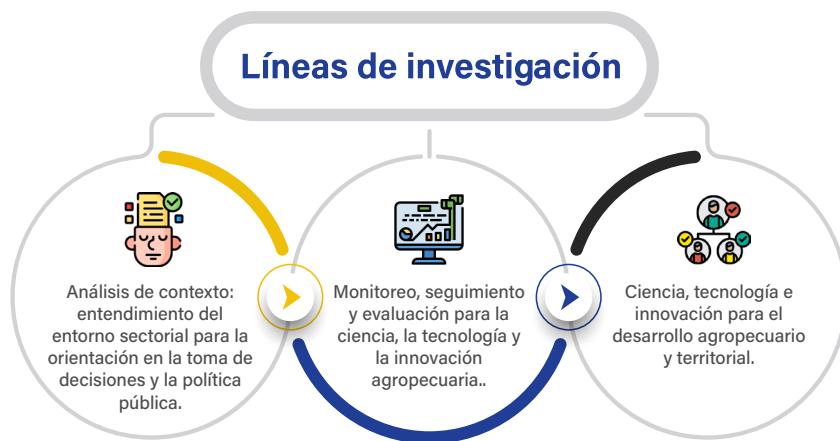 Líneas de investigación
Análisis de contexto:
entendimiento del
entorno sectorial para la
orientación en la toma de
decisiones y la política
pública.
Monitoreo, seguimiento
y evaluación para la
ciencia, la tecnología y
la innovación
agropecuaria..
Ciencia, tecnología e
innovación para el
desarrollo agropecuario
y territorial.